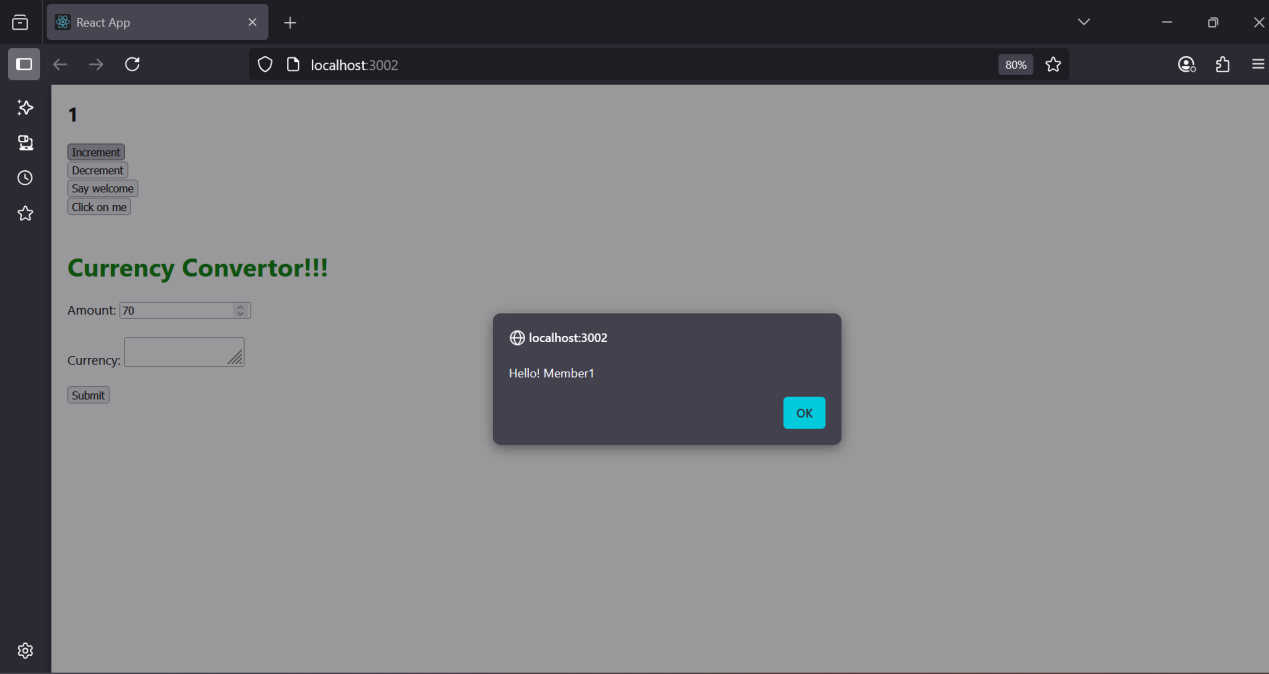 React App
localhost:3002
80%
1
Increment
Decrement
Say welcome
Click on me
Currency Convertor!!!
Amount: 70
Currency:
Submit
localhost:3002
Hello! Member1
OK